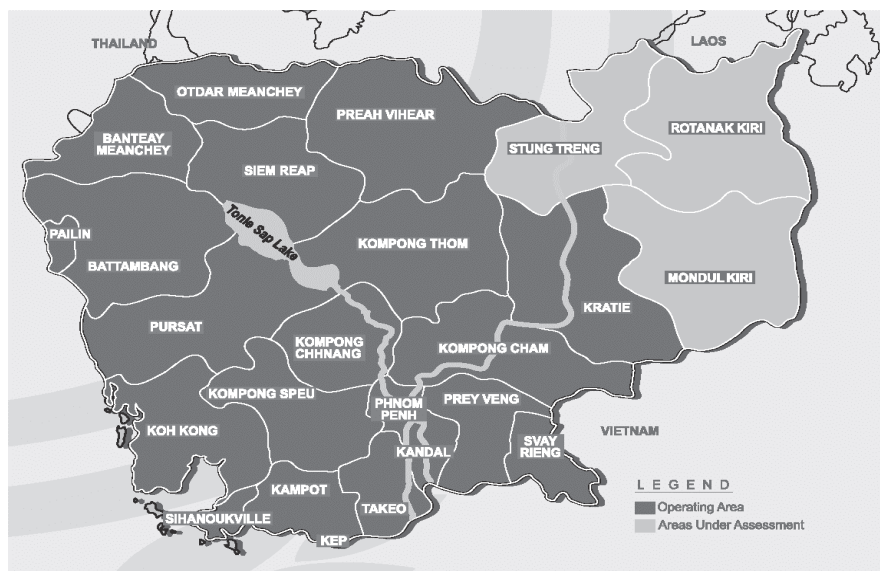 THAILAND
LAOS
OTDAR MEANCHEY
PREAH VIHEAR
BANTEAY
MEANCHEY
STUNG TRENG
ROTANAK KIRI
SIEM REAP
Tonle Sap Lake
PAILIN
KOMPONG THOM
BATTAMBANG
MONDUL KIRI
KRATIE
PURSAT
KOMPONG
CHHNANG
KOMPONG CHAM
KOMPONG SPEU
PREY VENG
PHNOM
PENH
KOH KONG
VIETNAM
SVAY
RIENG
KANDAL
LEGEND
KAMPOT
TAKEO
Operating Area
SIHANOUKVILLE
Areas Under Assessment
KEP